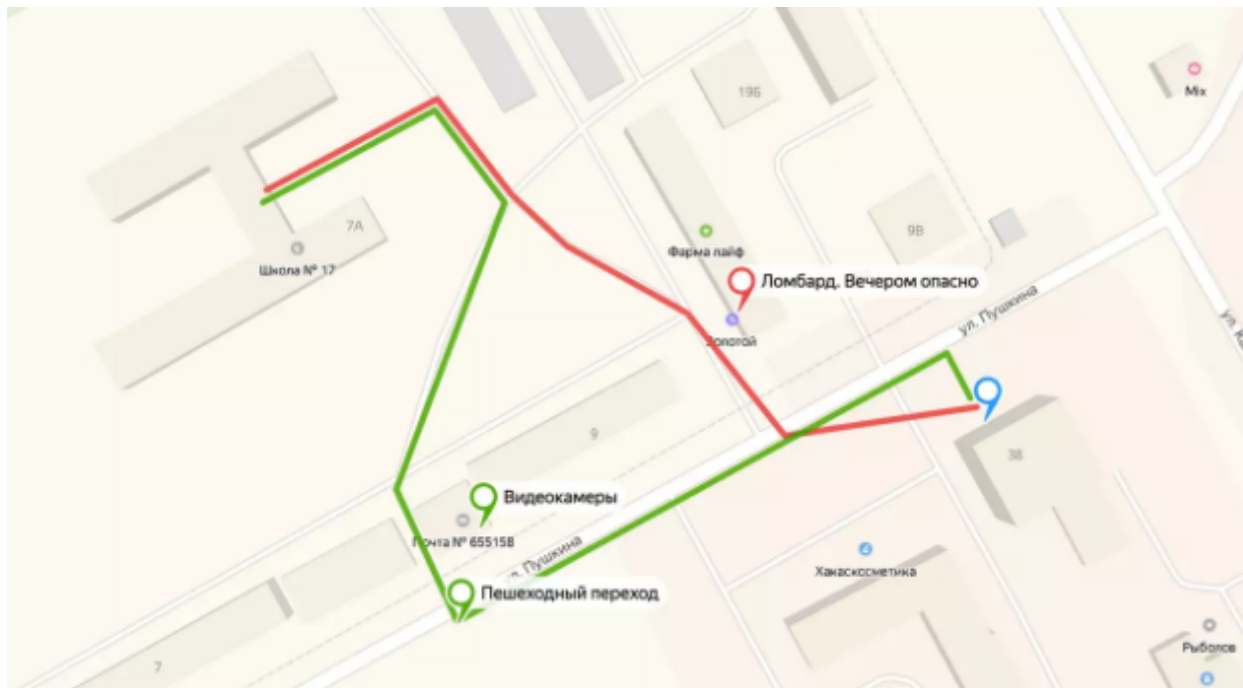 Mix
19Б
7А
Школа № 17
Фарма лайф
9В
Ломбард. Вечером опасно
Золотой
ул. Пушкина
9
38
Видеокамеры
Почта № 655158
ул. Пушкина
Хакаскосметика
Пешеходный переход
7
Рыболов